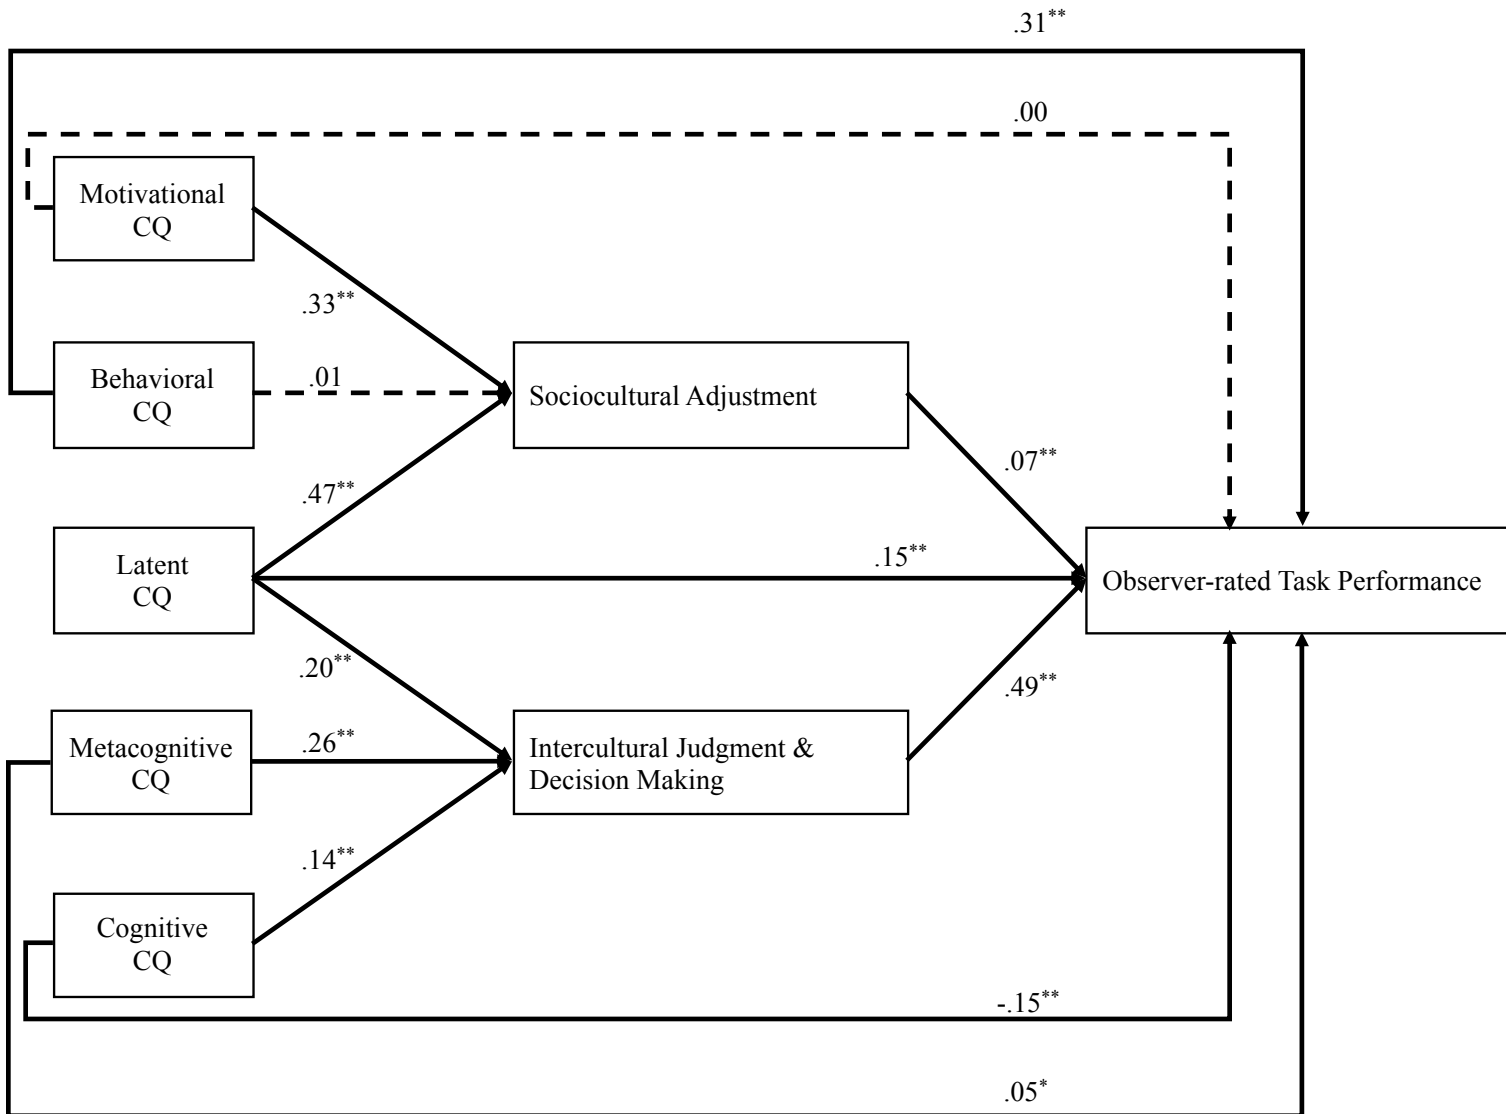 .31**
.00
Motivational
CQ
.33**
Behavioral
CQ
.01
Sociocultural Adjustment
.07**
.47**
Latent
CQ
.15**
Observer-rated Task Performance
.20**
.49**
Metacognitive
CQ
.26**
Intercultural Judgment &
Decision Making
.14**
Cognitive
CQ
-.15**
.05*